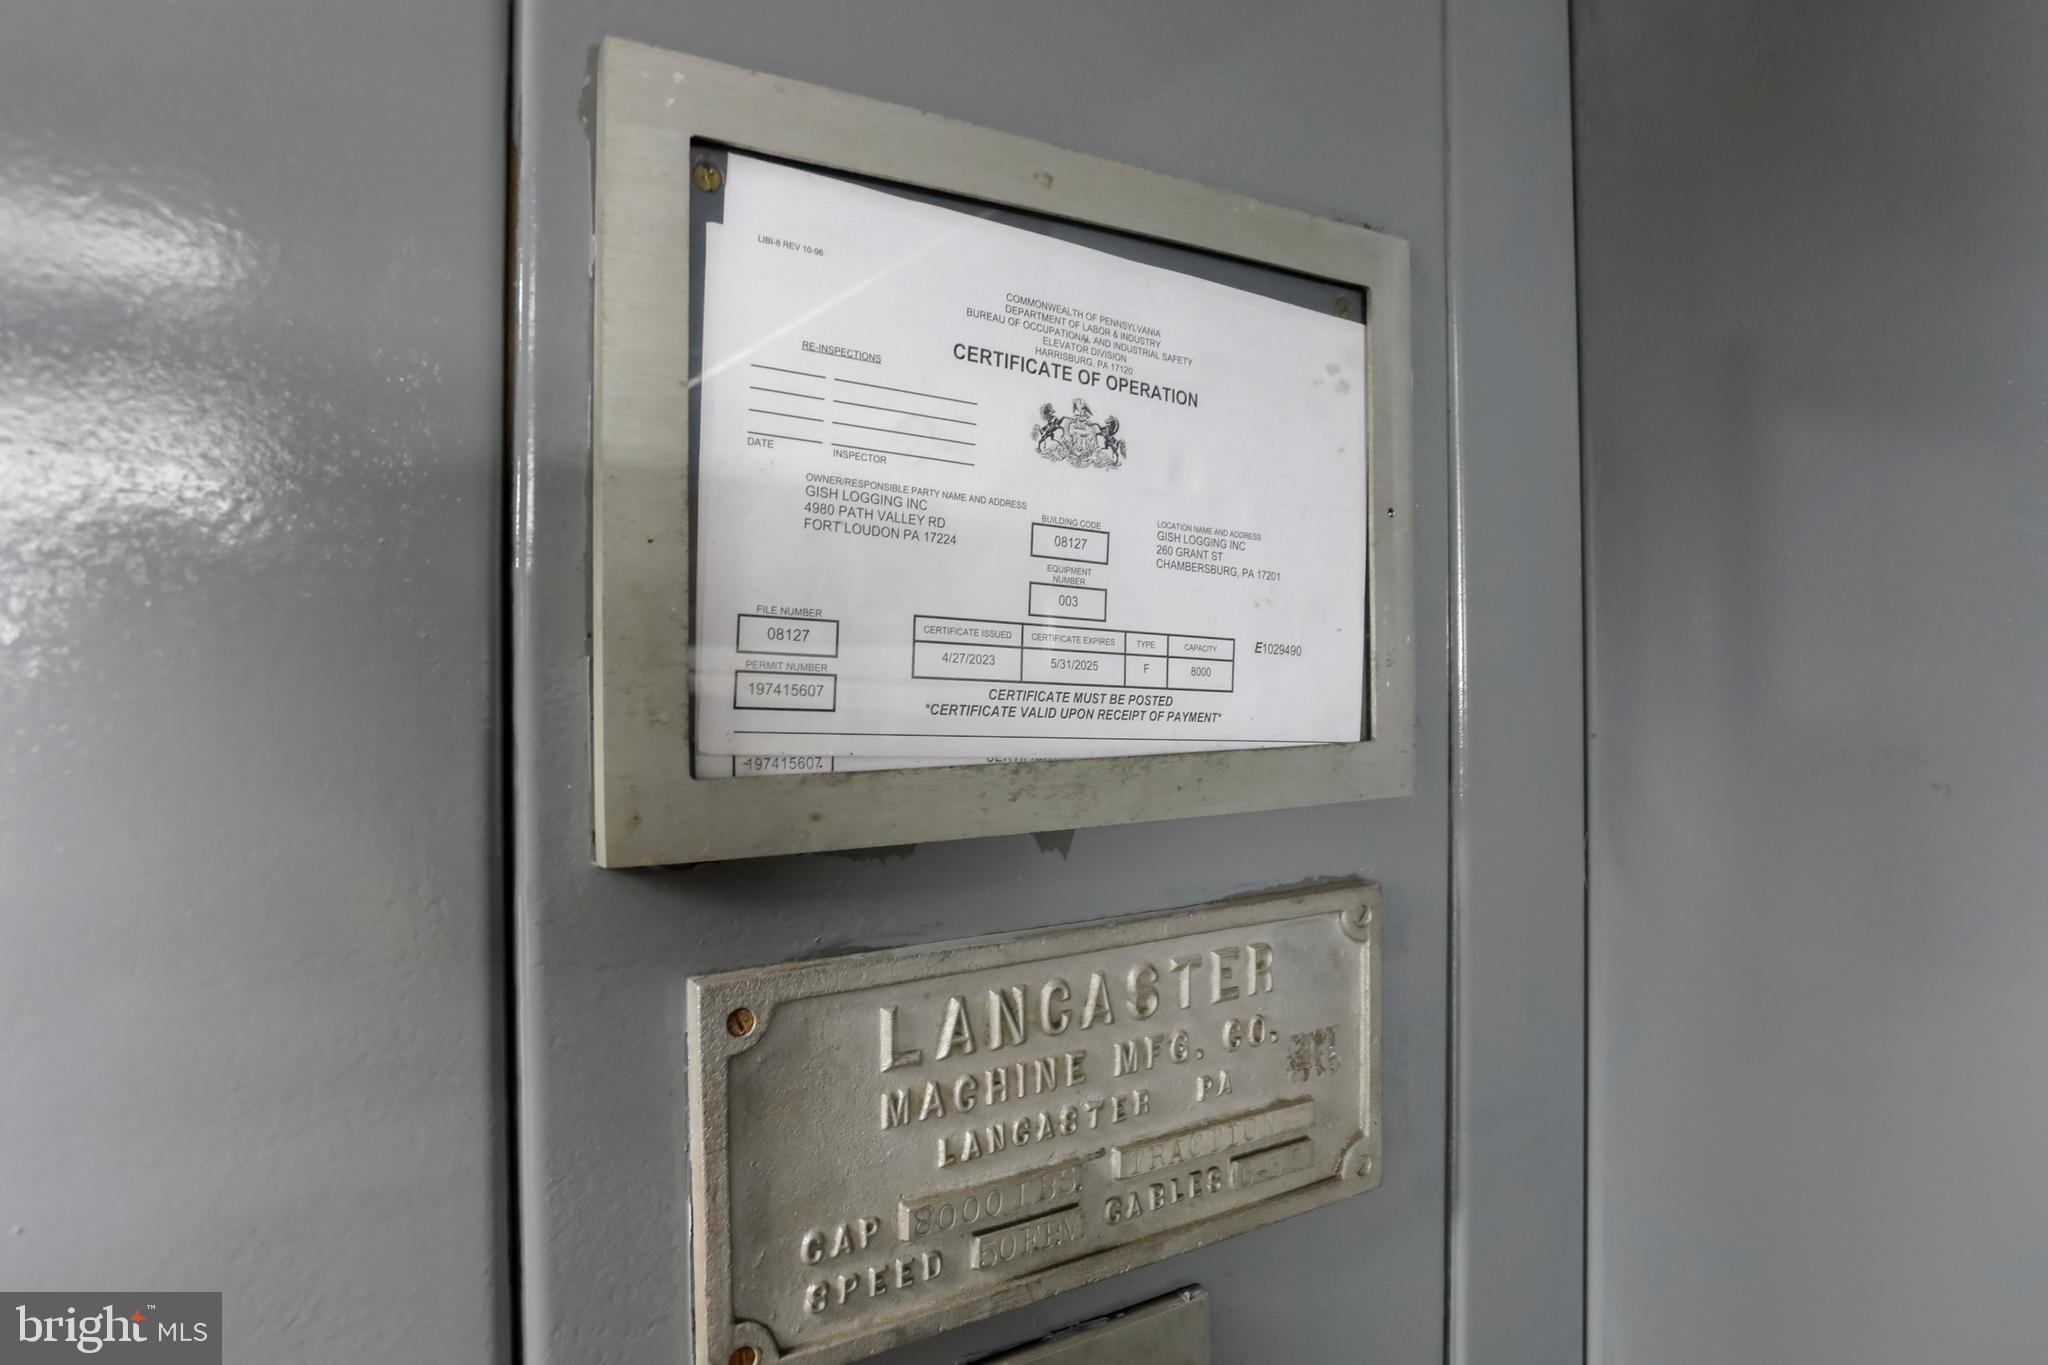 LIBI-8 REV 10-96
COMMONWEALTH OF PENNSYLVANIA
DEPARTMENT OF LABOR & INDUSTRY
BUREAU OF OCCUPATIONAL AND INDUSTRIAL SAFETY
ELEVATOR DIVISION
HARRISBURG, PA 17120
CERTIFICATE OF OPERATION
RE-INSPECTIONS
DATE
INSPECTOR
OWNER/RESPONSIBLE PARTY NAME AND ADDRESS
GISH LOGGING INC
4980 PATH VALLEY RD
FORT LOUDON PA 17224
BUILDING CODE
08127
EQUIPMENT
NUMBER
003
LOCATION NAME AND ADDRESS
GISH LOGGING INC
260 GRANT ST
CHAMBERSBURG, PA 17201
FILE NUMBER
08127
PERMIT NUMBER
197415607
CERTIFICATE ISSUED CERTIFICATE EXPIRES TYPE CAPACITY
4/27/2023 5/31/2025 F 8000
E1029490
CERTIFICATE MUST BE POSTED
*CERTIFICATE VALID UPON RECEIPT OF PAYMENT*
197415607
LANCASTER
MACHINE MFG. CO.
LANCASTER PA
CAP 8000 LBS. - TRACTION
SPEED 50 FPM CABLES
bright™ MLS